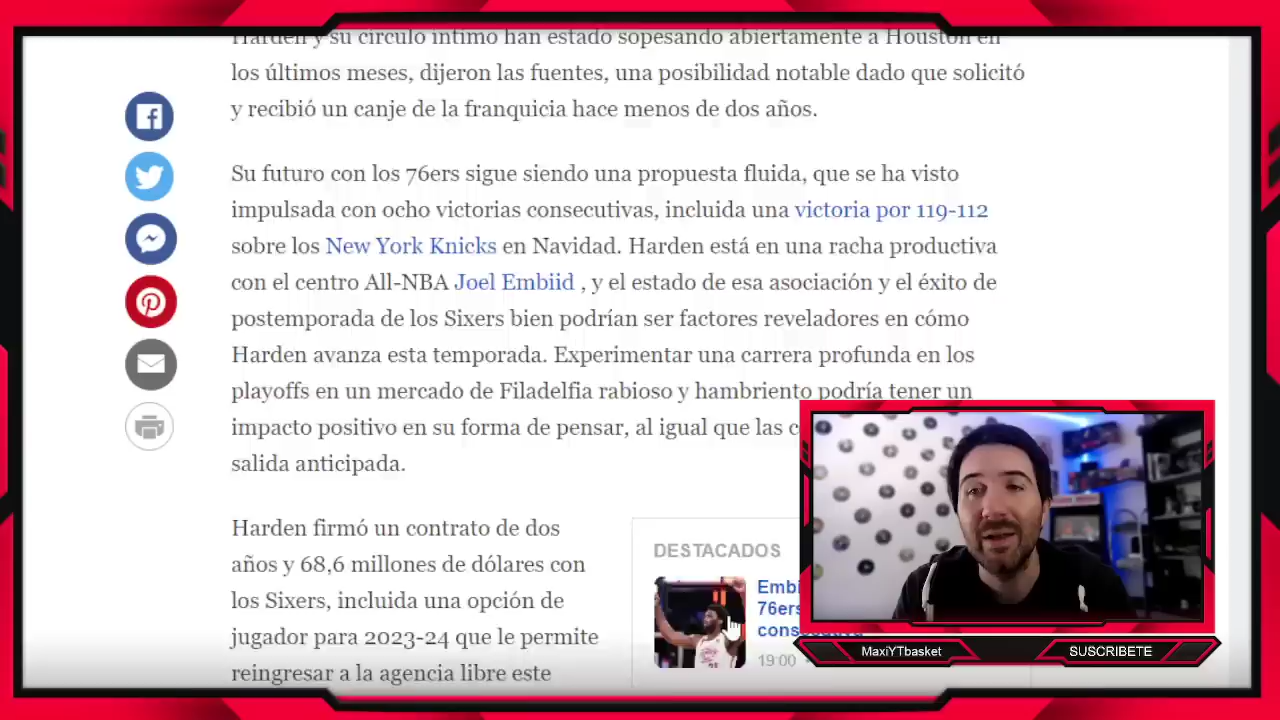 Harden y su círculo íntimo han estado sopesando abiertamente a Houston en
los últimos meses, dijeron las fuentes, una posibilidad notable dado que solicitó
y recibió un canje de la franquicia hace menos de dos años.
Su futuro con los 76ers sigue siendo una propuesta fluida, que se ha visto
impulsada con ocho victorias consecutivas, incluida una victoria por 119-112
sobre los New York Knicks en Navidad. Harden está en una racha productiva
con el centro All-NBA Joel Embiid , y el estado de esa asociación y el éxito de
postemporada de los Sixers bien podrían ser factores reveladores en cómo
Harden avanza esta temporada. Experimentar una carrera profunda en los
playoffs en un mercado de Filadelfia rabioso y hambriento podría tener un
impacto positivo en su forma de pensar, al igual que las
salida anticipada.
Harden firmó un contrato de dos
años y 68,6 millones de dólares con
los Sixers, incluida una opción de
jugador para 2023-24 que le permite
reingresar a la agencia libre este
DESTACADOS
76ers
19:00
MaxiYTbasket
SUSCRIBETE